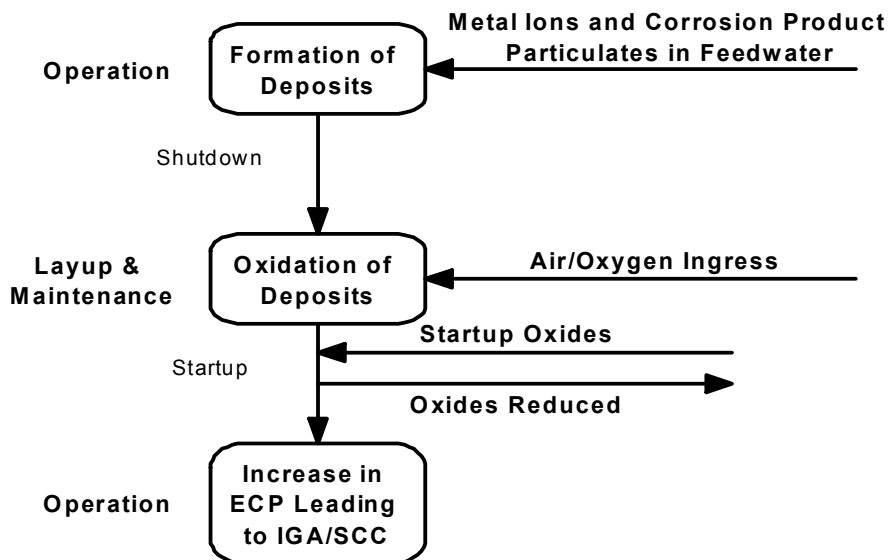 Metal Ions and Corrosion Product
Particulates in Feedwater
Operation
Formation of
Deposits
Shutdown
Layup &
Maintenance
Oxidation of
Deposits
Air/Oxygen Ingress
Startup Oxides
Startup
Oxides Reduced
Operation
Increase in
ECP Leading
to IGA/SCC